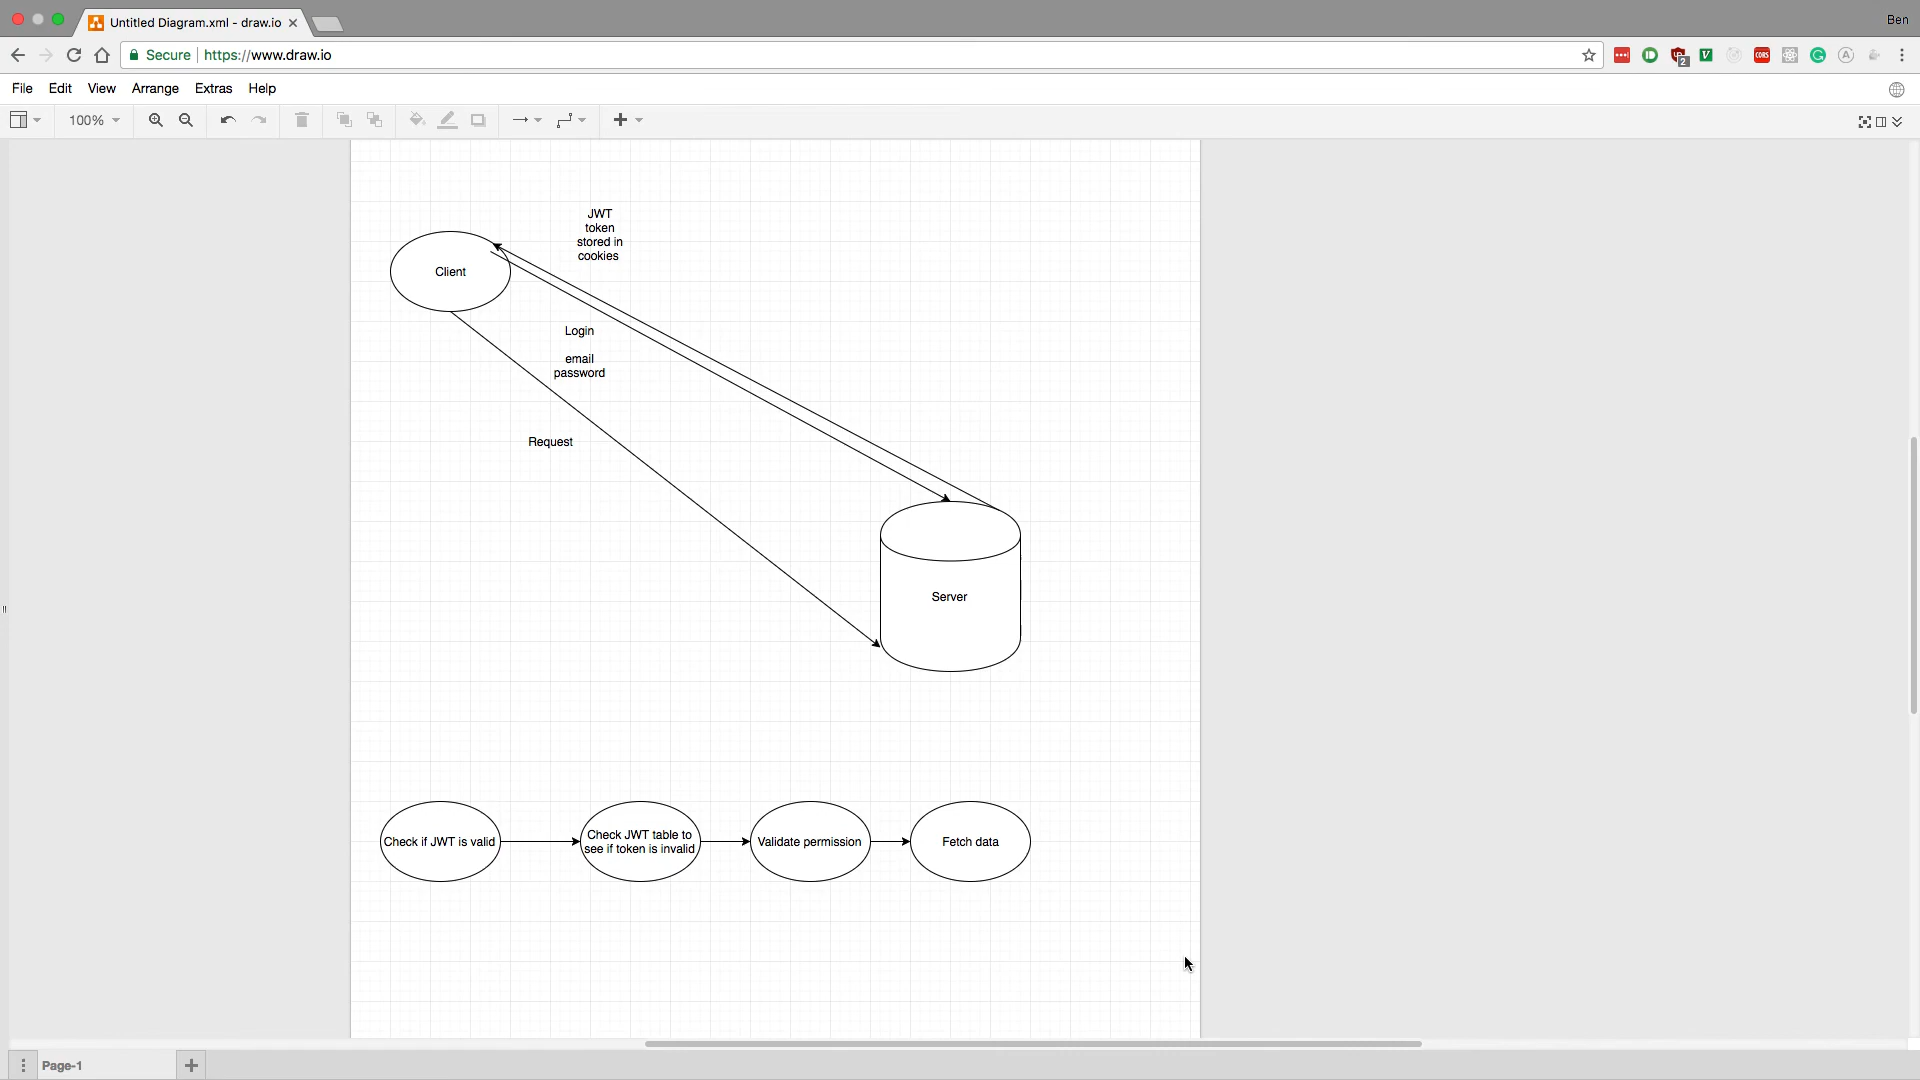 Untitled Diagram.xml - draw.io
Ben
Secure
https://www.draw.io
2
CORS
File Edit View Arrange Extras Help
100%
JWT
token
stored in
cookies
Client
Login
email
password
Request
Server
Check if JWT is valid
Check JWT table to
see if token is invalid
Validate permission
Fetch data
Page-1